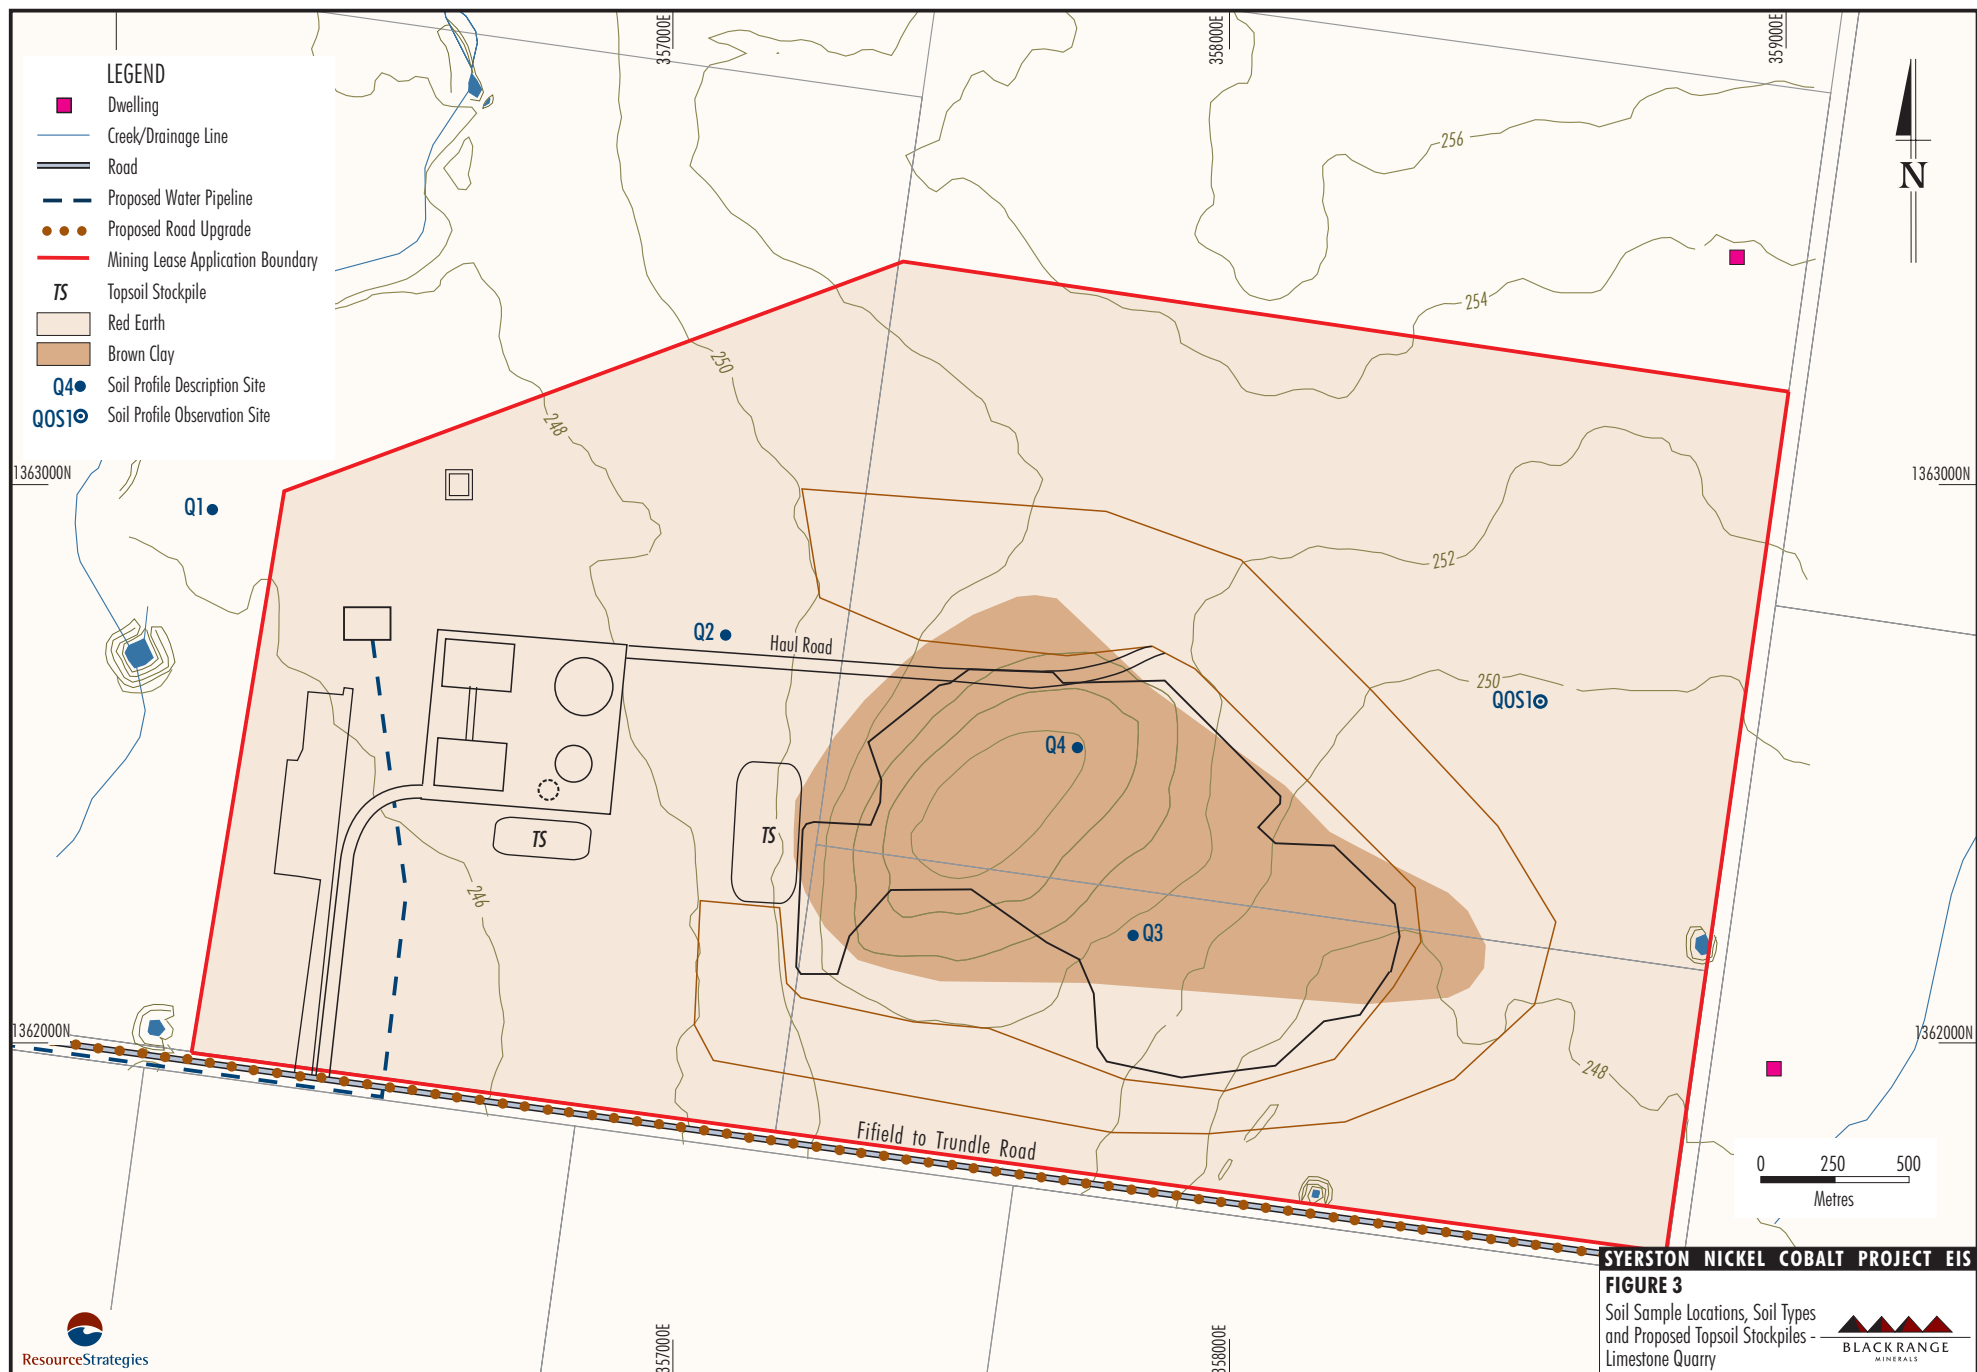 357000E
358000E
359000E
LEGEND
Dwelling
Creek/Drainage Line
Road
Proposed Water Pipeline
Proposed Road Upgrade
Mining Lease Application Boundary
TS Topsoil Stockpile
Red Earth
Brown Clay
Q4 Soil Profile Description Site
QOS1 Soil Profile Observation Site
N
256
254
250
248
1363000N
1363000N
Q1
252
Q2
Haul Road
250
QOS1
Q4
TS
TS
246
Q3
1362000N
1362000N
248
Fifield to Trundle Road
0 250 500
Metres
357000E
358000E
SYERSTON NICKEL COBALT PROJECT EIS
FIGURE 3
Soil Sample Locations, Soil Types
and Proposed Topsoil Stockpiles -
Limestone Quarry
BLACK RANGE
MINERALS
ResourceStrategies